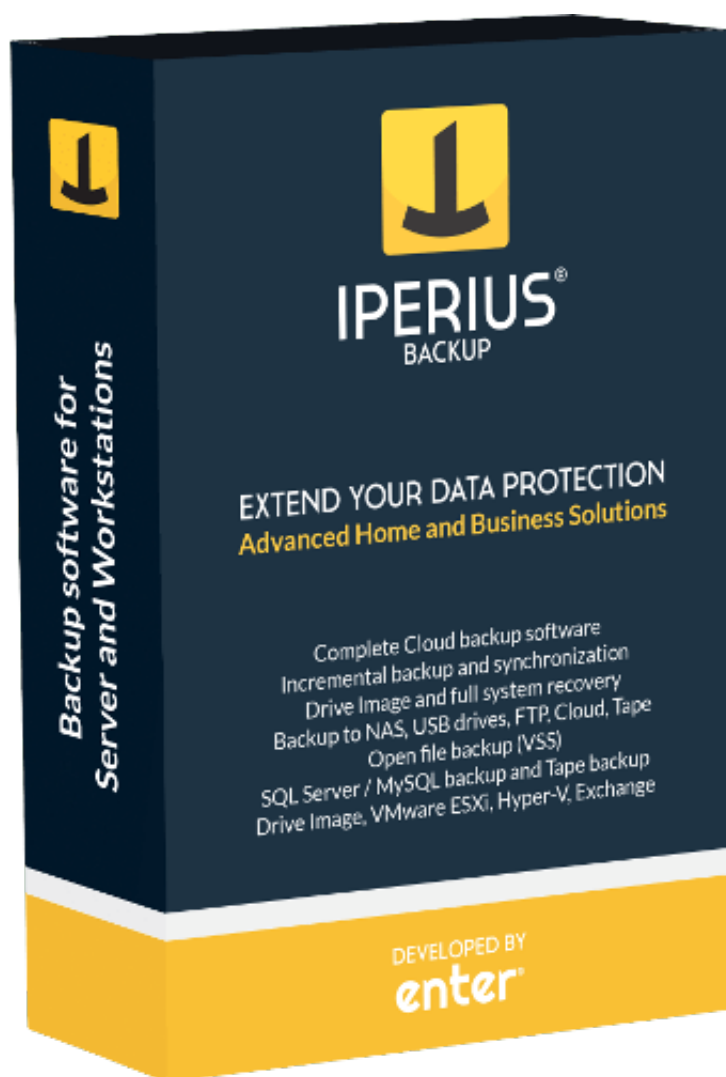 Backup software for
Server and Workstations
IPERIUS®
BACKUP
EXTEND YOUR DATA PROTECTION
Advanced Home and Business Solutions
Complete Cloud backup software
Incremental backup and synchronization
Drive Image and full system recovery
Backup to NAS, USB drives, FTP, Cloud, Tape
Open file backup (VSS)
SQL Server / MySQL backup and Tape backup
Drive Image, VMware ESXi, Hyper-V, Exchange
DEVELOPED BY
enter®